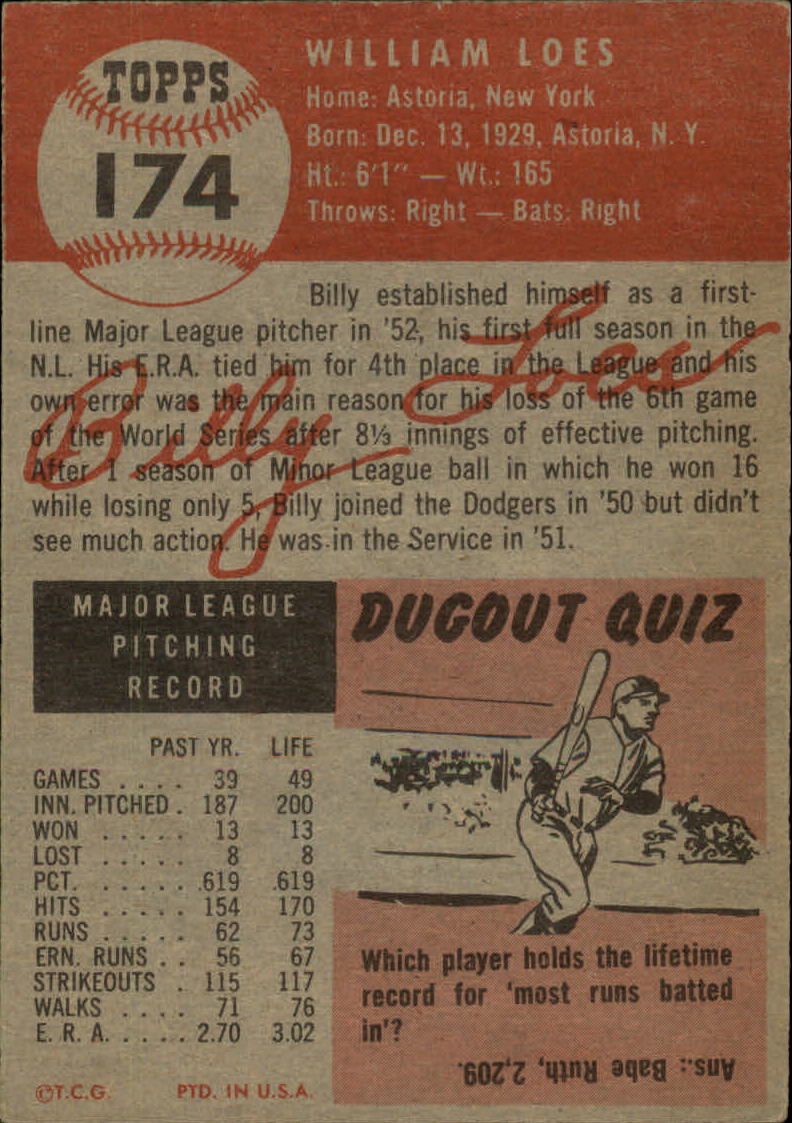 TOPPS
174
WILLIAM LOES
Home: Astoria, New York
Born: Dec. 13, 1929, Astoria, N. Y.
Ht.: 6'1" — Wt.: 165
Throws: Right — Bats: Right
Billy established himself as a first-
line Major League pitcher in '52, his first full season in the
N.L. His E.R.A. tied him for 4th place in the League and his
own error was the main reason for his loss of the 6th game
of the World Series after 8⅓ innings of effective pitching.
After 1 season of Minor League ball in which he won 16
while losing only 5, Billy joined the Dodgers in '50 but didn't
see much action. He was in the Service in '51.
Billy Loes
MAJOR LEAGUE
PITCHING
RECORD
PAST YR. LIFE
GAMES . . . . 39 49
INN. PITCHED . 187 200
WON . . . . . 13 13
LOST . . . . . 8 8
PCT. . . . . . .619 .619
HITS . . . . . 154 170
RUNS . . . . . 62 73
ERN. RUNS . . 56 67
STRIKEOUTS . 115 117
WALKS . . . . 71 76
E. R. A. . . . . 2.70 3.02
©T.C.G. PTD. IN U.S.A.
DUGOUT QUIZ
Which player holds the lifetime
record for 'most runs batted
in'?
Ans.: Babe Ruth, 2,209.